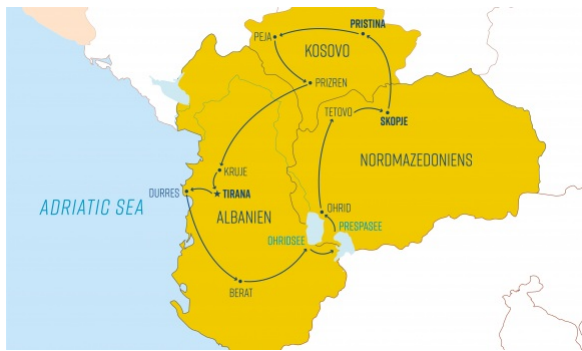 PRISTINA
PEJA
KOSOVO
PRIZREN
TETOVO
SKOPJE
NORDMAZEDONIENS
KRUJE
DURRES
TIRANA
ADRIATIC SEA
ALBANIEN
OHRID
PRESPASEE
OHRIDSEE
BERAT